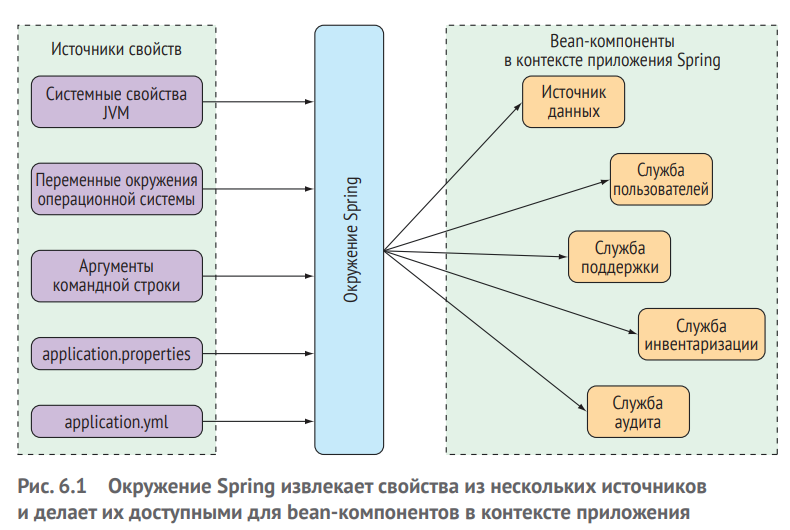 Источники свойств
Системные свойства
JVM
Переменные окружения
операционной системы
Аргументы
командной строки
application.properties
application.yml
Окружение Spring
Bean-компоненты
в контексте приложения Spring
Источник
данных
Служба
пользователей
Служба
поддержки
Служба
инвентаризации
Служба
аудита
Рис. 6.1 Окружение Spring извлекает свойства из нескольких источников
и делает их доступными для bean-компонентов в контексте приложения